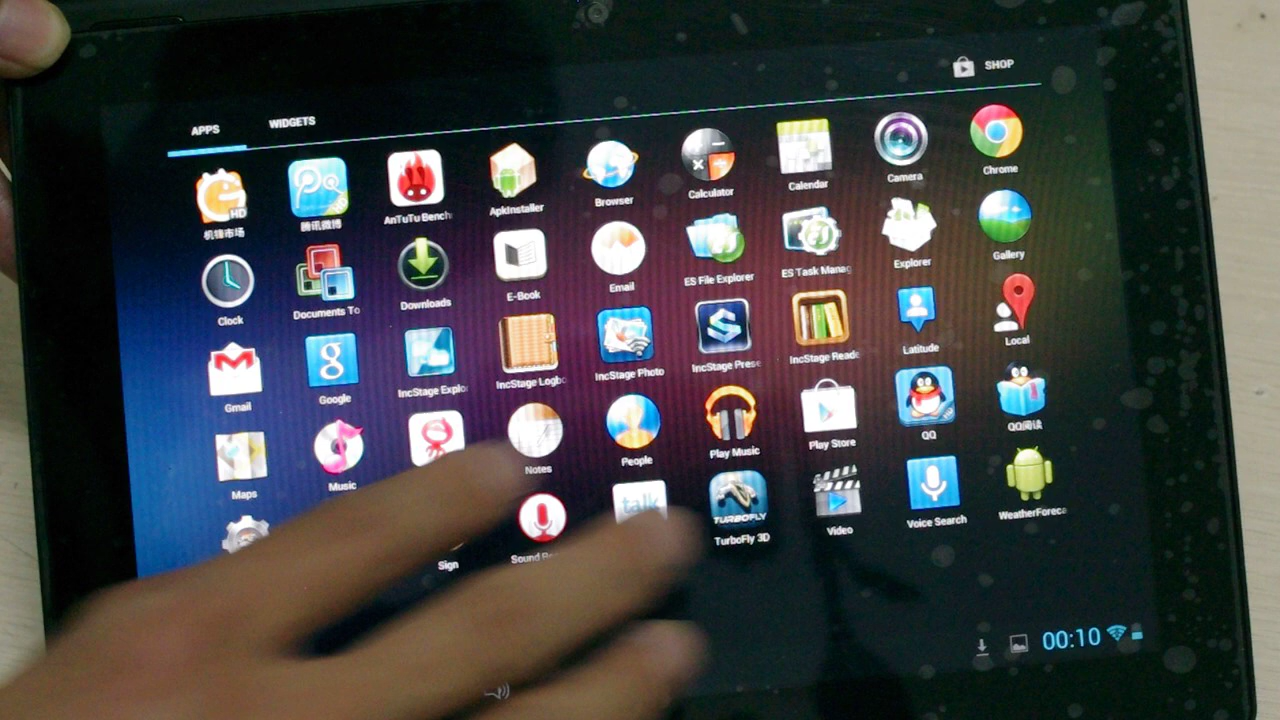 SHOP
APPS
WIDGETS
HD
机锋市场
腾讯微博
AnTuTu Bench
ApkInstaller
Browser
Calculator
Calendar
Camera
Chrome
Clock
Documents To
Downloads
E-Book
Email
ES File Explorer
ES Task Manag
Explorer
Gallery
Gmail
g
Google
IncStage Explo
IncStage Logbo
IncStage Photo
IncStage Prese
IncStage Reade
Latitude
Local
Maps
Music
Notes
People
Play Music
Play Store
QQ
QQ阅读
Sign
Sound
talk
TURBOFLY
TurboFly 3D
Video
Voice Search
WeatherForeca
00:10